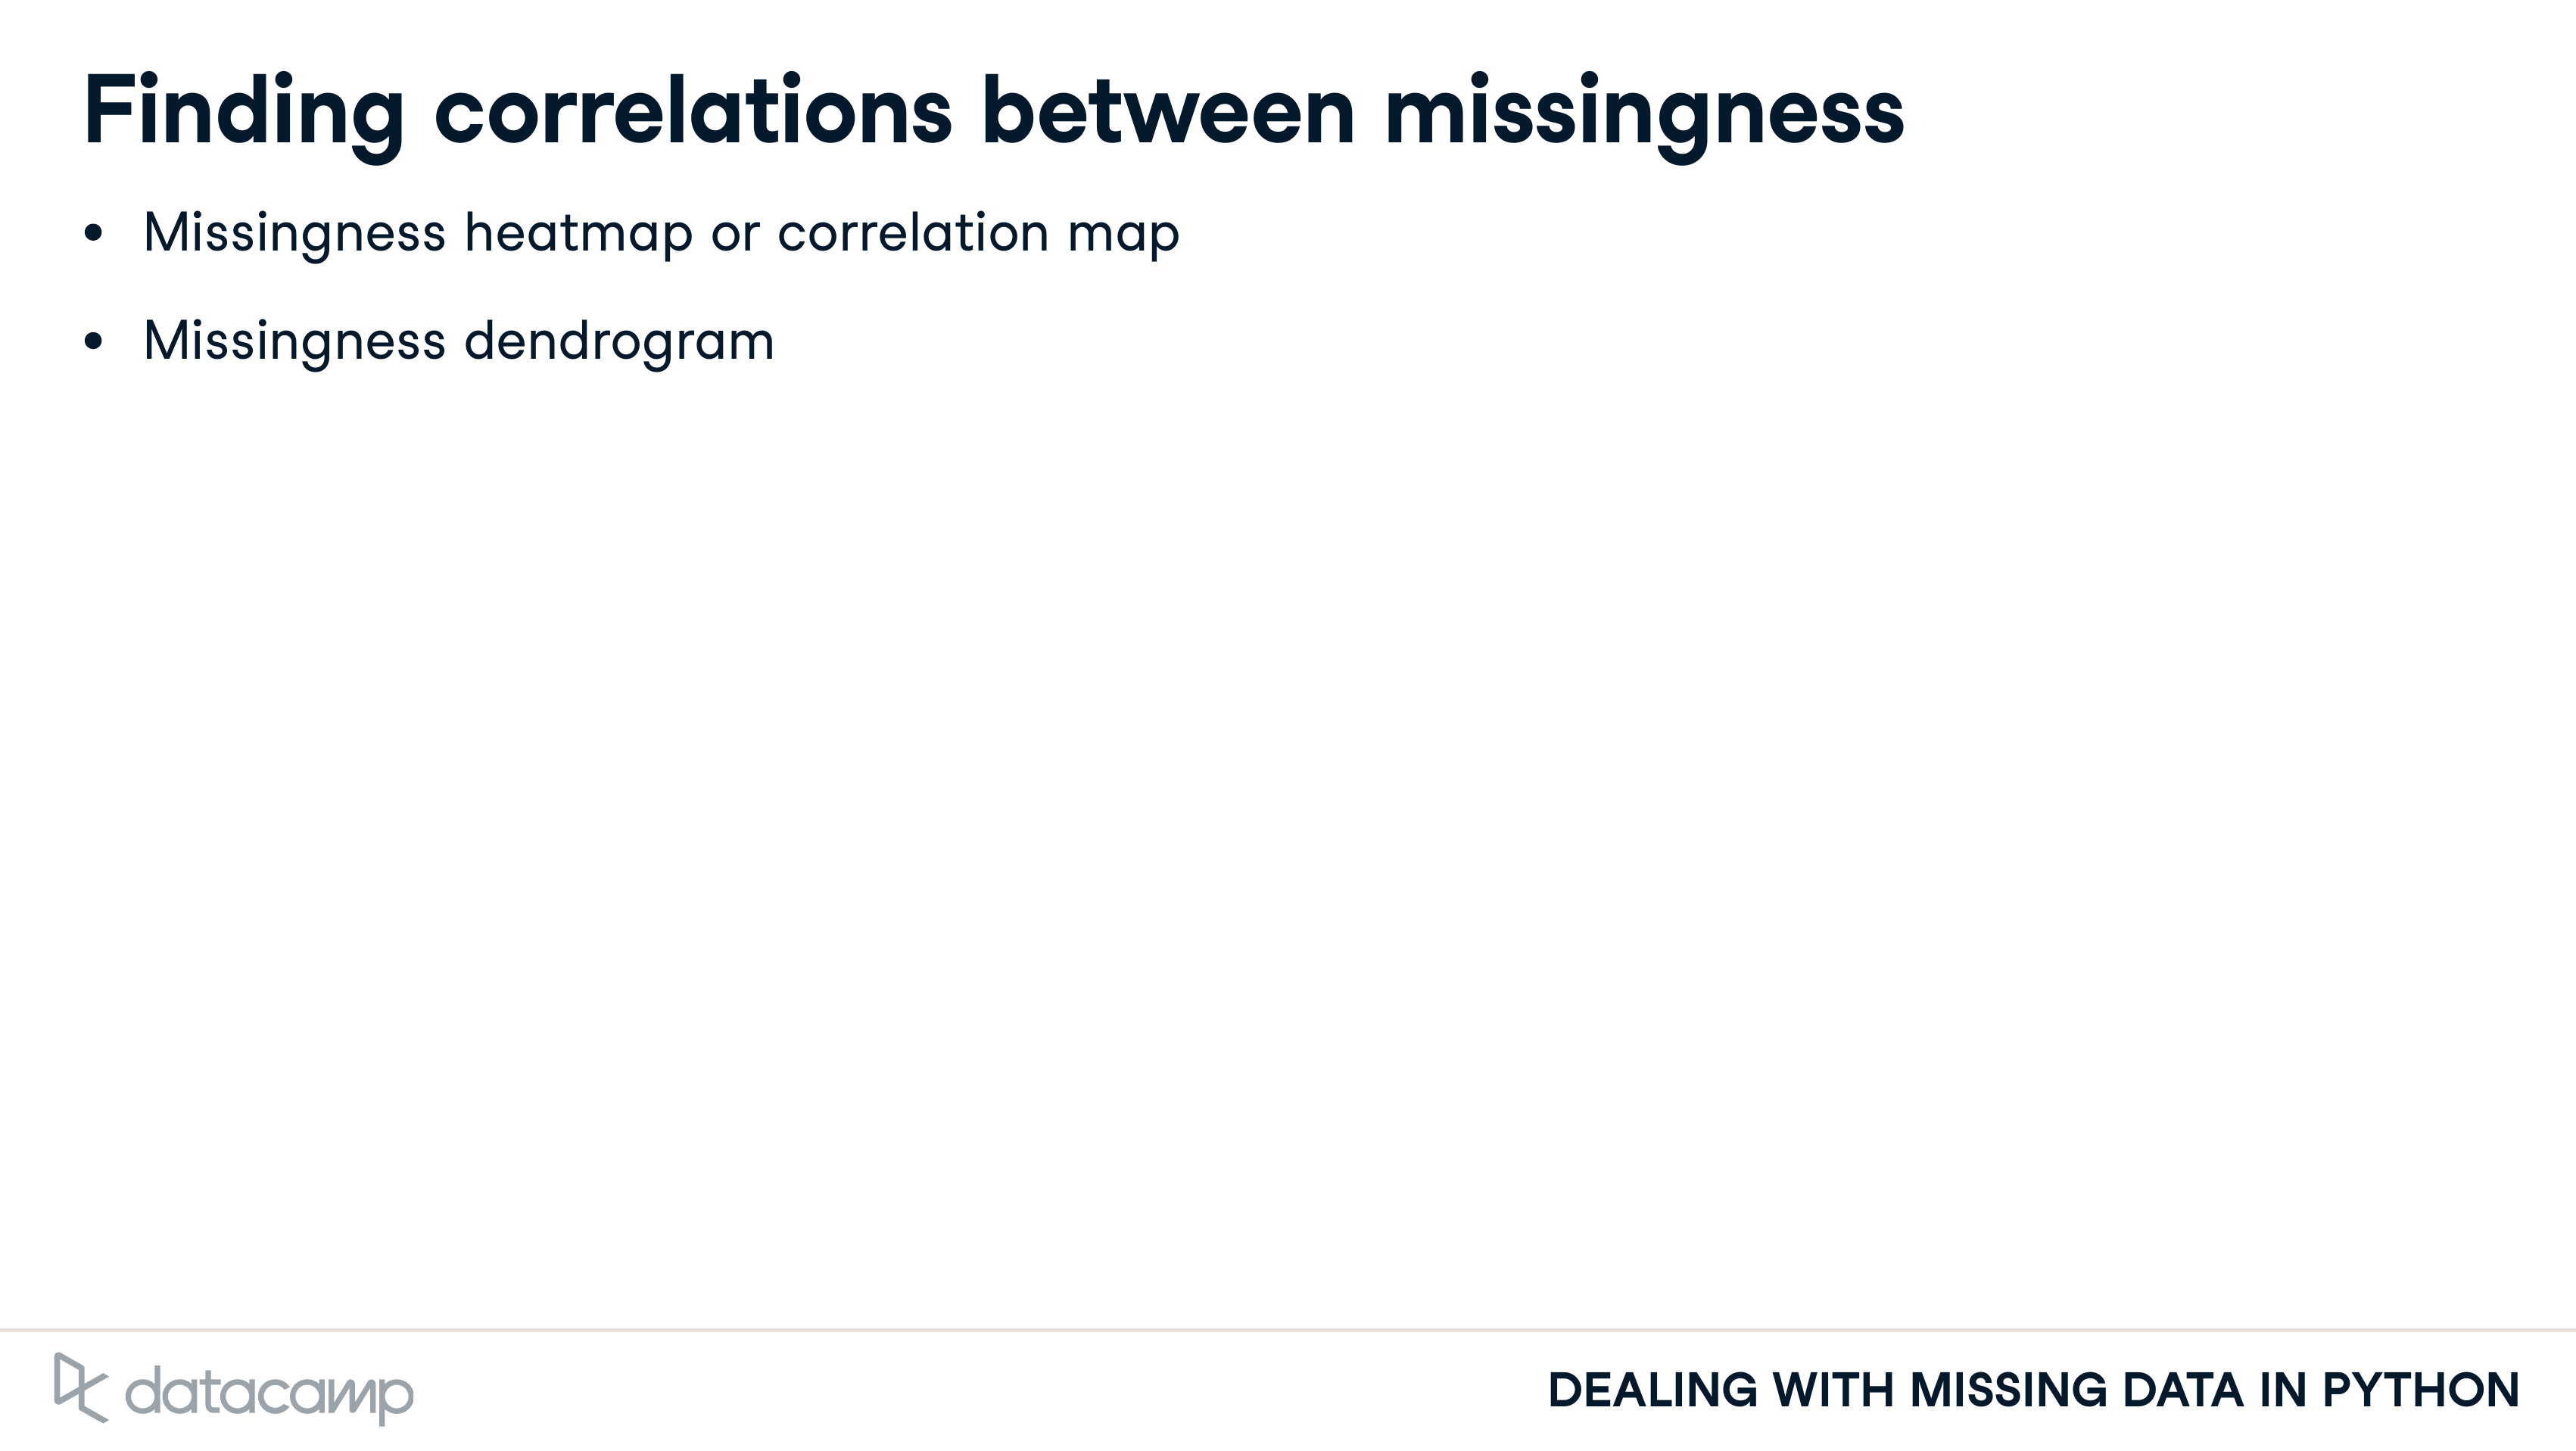 Finding correlations between missingness
• Missingness heatmap or correlation map
• Missingness dendrogram
datacamp
DEALING WITH MISSING DATA IN PYTHON